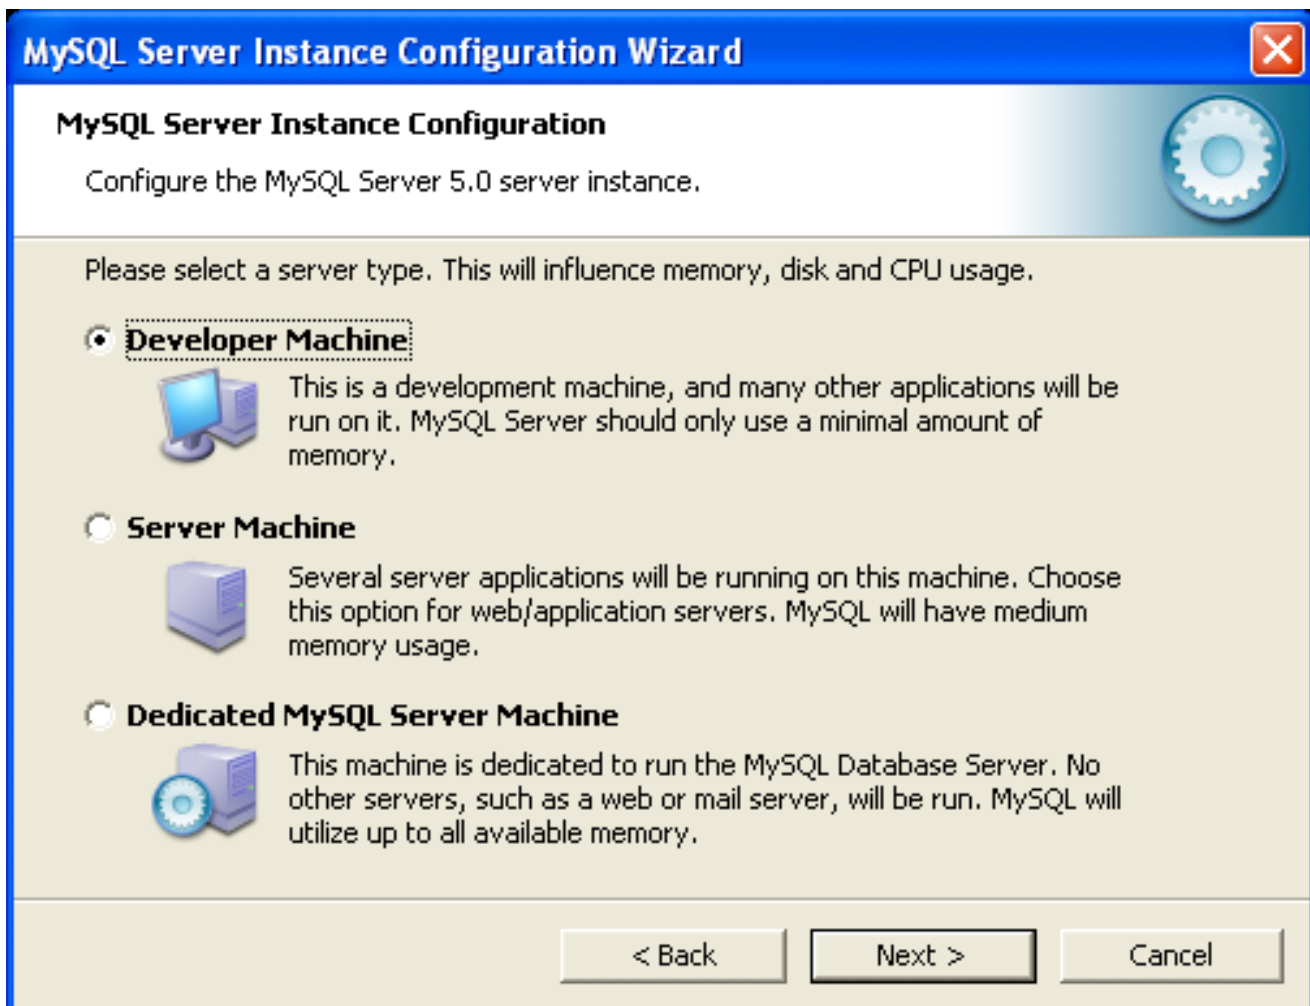 MySQL Server Instance Configuration Wizard
MySQL Server Instance Configuration
Configure the MySQL Server 5.0 server instance.
Please select a server type. This will influence memory, disk and CPU usage.
Developer Machine
This is a development machine, and many other applications will be
run on it. MySQL Server should only use a minimal amount of
memory.
Server Machine
Several server applications will be running on this machine. Choose
this option for web/application servers. MySQL will have medium
memory usage.
Dedicated MySQL Server Machine
This machine is dedicated to run the MySQL Database Server. No
other servers, such as a web or mail server, will be run. MySQL will
utilize up to all available memory.
< Back Next > Cancel